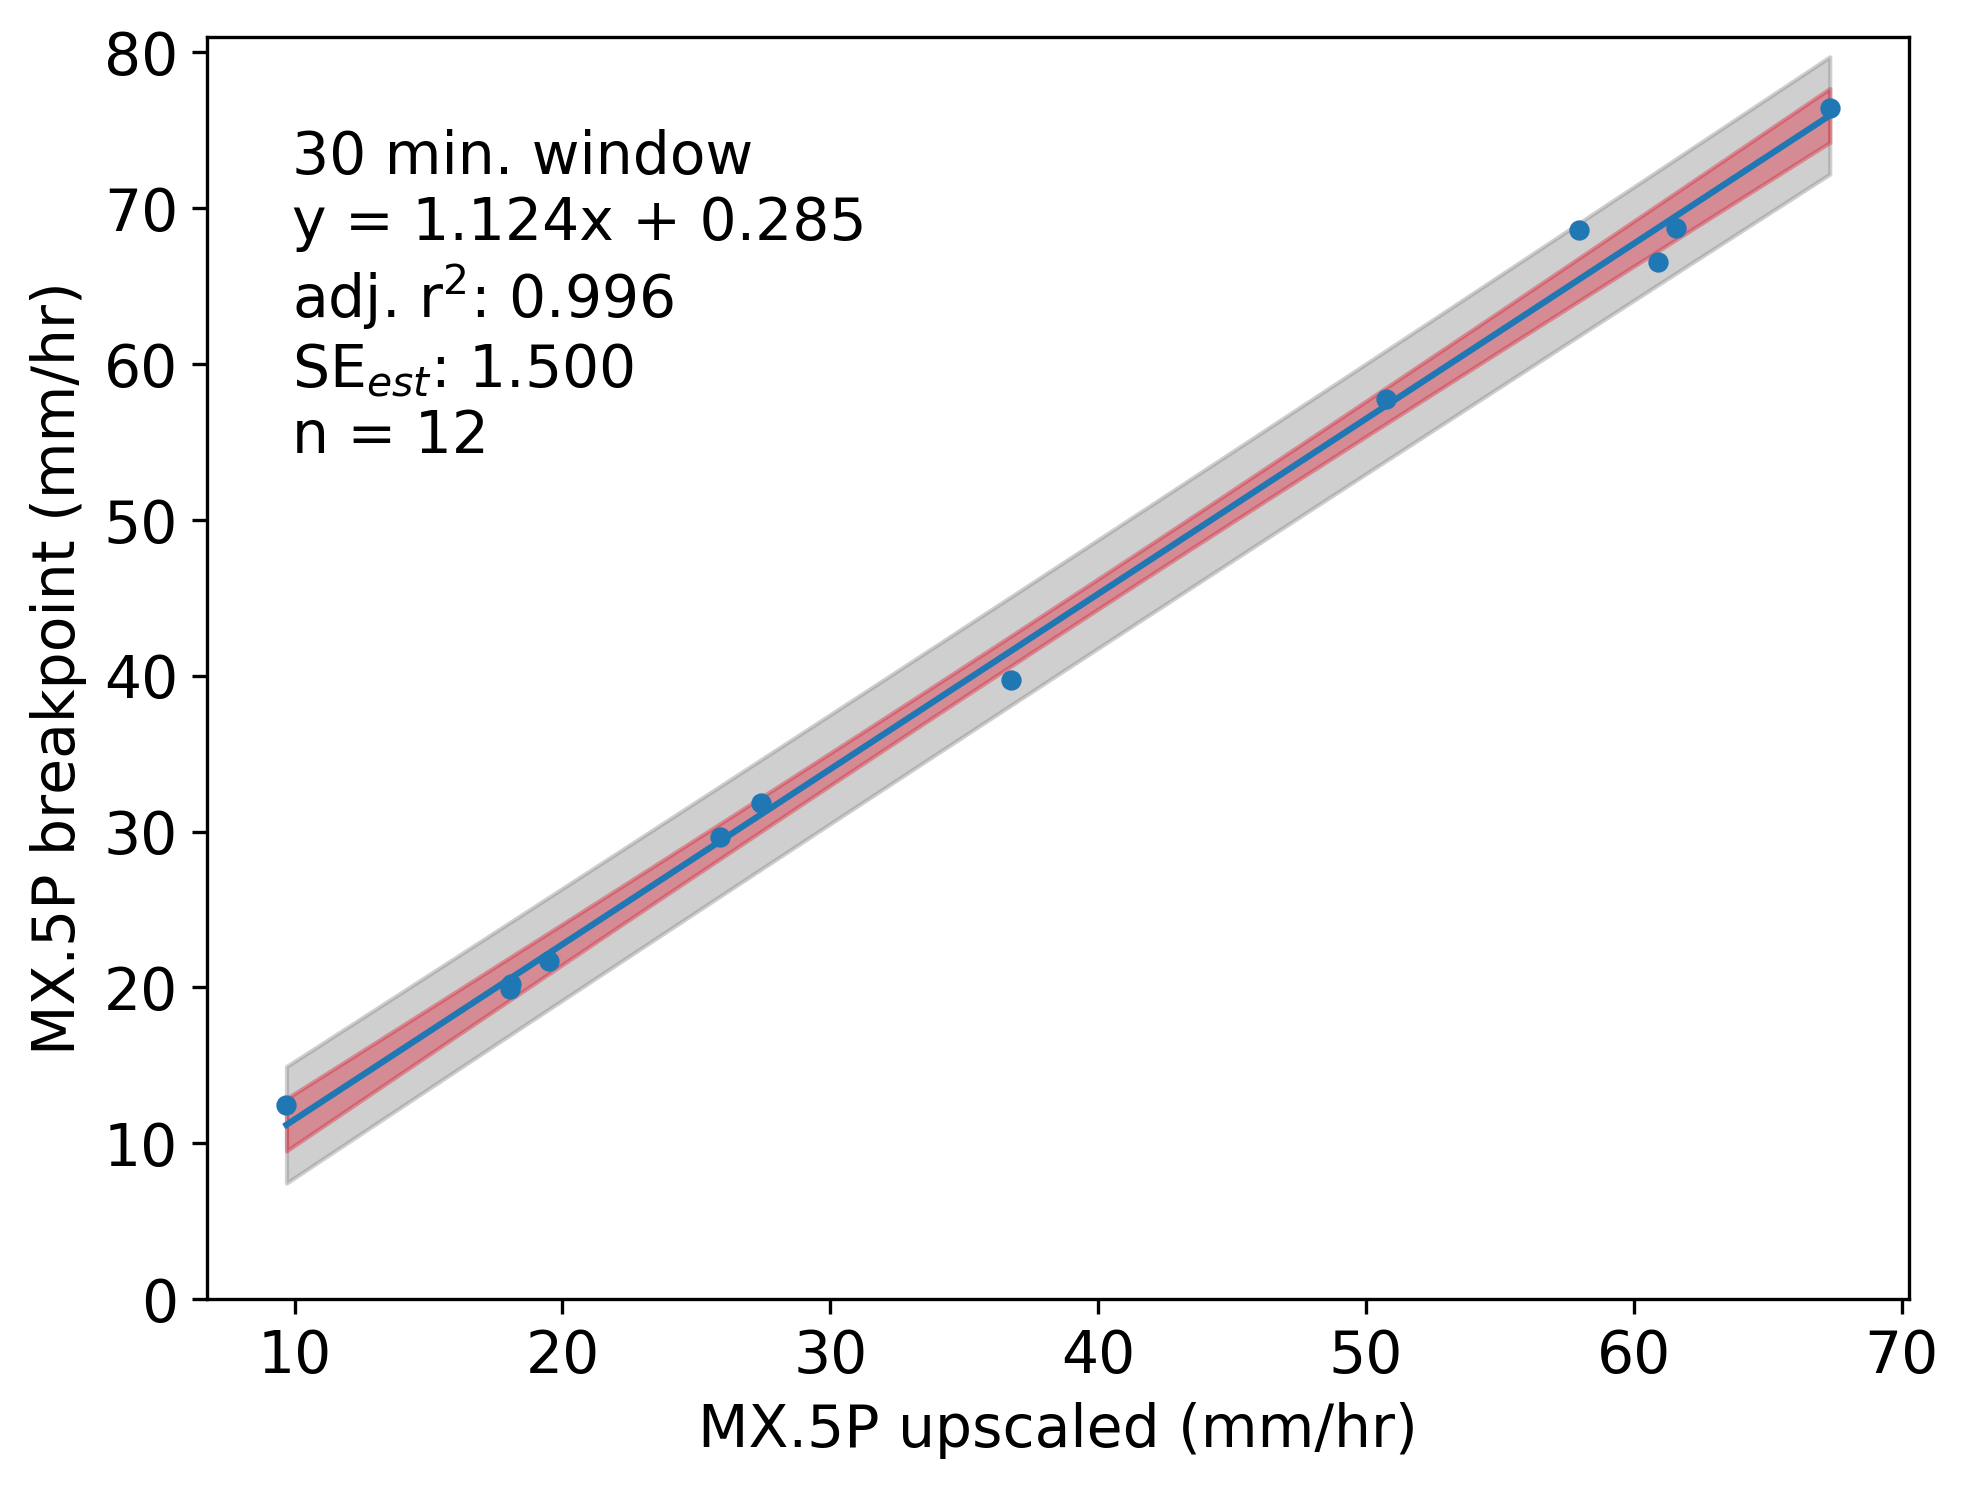 80
70
60
50
40
30
20
10
0
MX.5P breakpoint (mm/hr)
30 min. window
y = 1.124x + 0.285
adj. r²: 0.996
SEest: 1.500
n = 12
10 20 30 40 50 60 70
MX.5P upscaled (mm/hr)